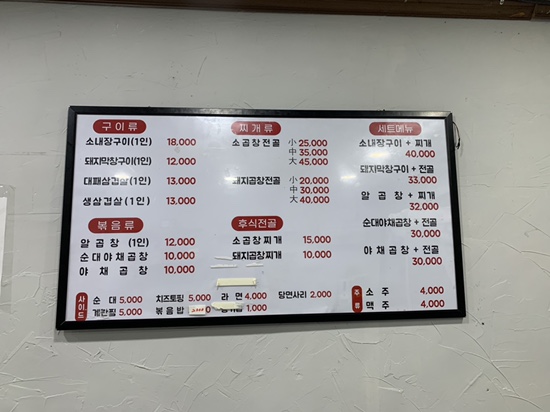 구이류
소내장구이(1인) 18,000
돼지막창구이(1인) 12,000
대패삼겹살(1인) 13,000
생삼겹살(1인) 13,000
볶음류
알곱창 (1인) 12,000
순대야채곱창 10,000
야채곱창 10,000
찌개류
소곱창전골 小 25,000
中 35,000
大 45,000
돼지곱창전골 小 20,000
中 30,000
大 40,000
후식전골
소곱창찌개 15,000
돼지곱창찌개 10,000
세트메뉴
소내장구이 + 찌개
40,000
돼지막창구이 + 전골
33,000
알곱창 + 찌개
32,000
순대야채곱창 + 전골
30,000
야채곱창 + 전골
30,000
사이드
순대 5,000 치즈토핑 5,000 라면 4,000 당면사리 2,000
계란찜 5,000 볶음밥 1,000
주류
소주 4,000
맥주 4,000